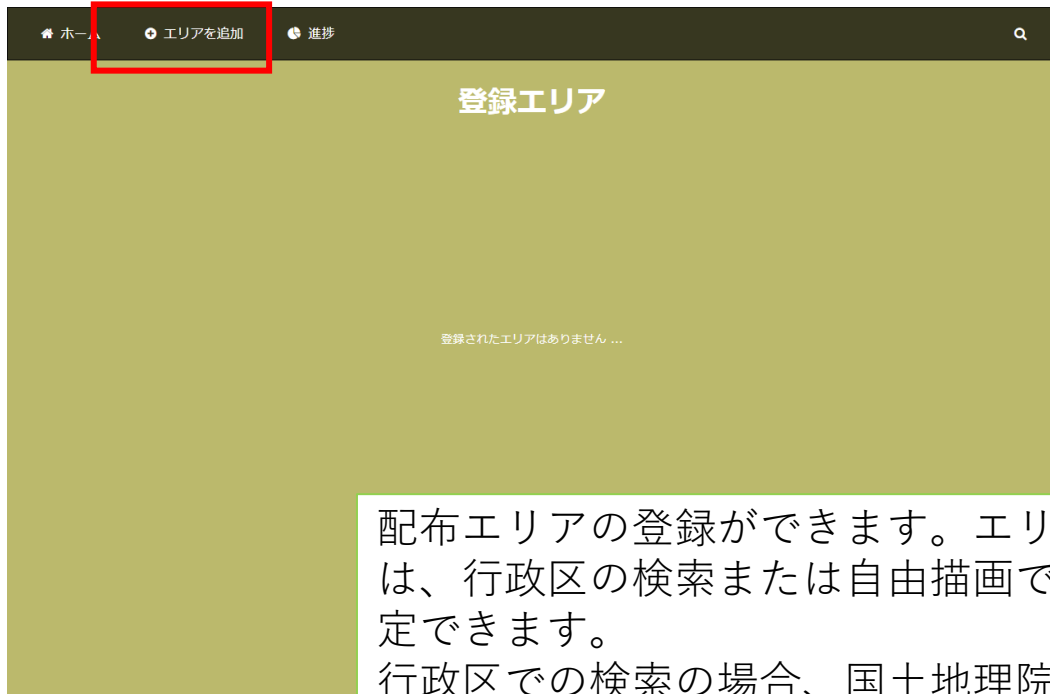 ホーム エリアを追加 進捗
登録エリア
登録されたエリアはありません ...
配布エリアの登録ができます。エリ
は、行政区の検索または自由描画で
定できます。
行政区での検索の場合、国土地理院